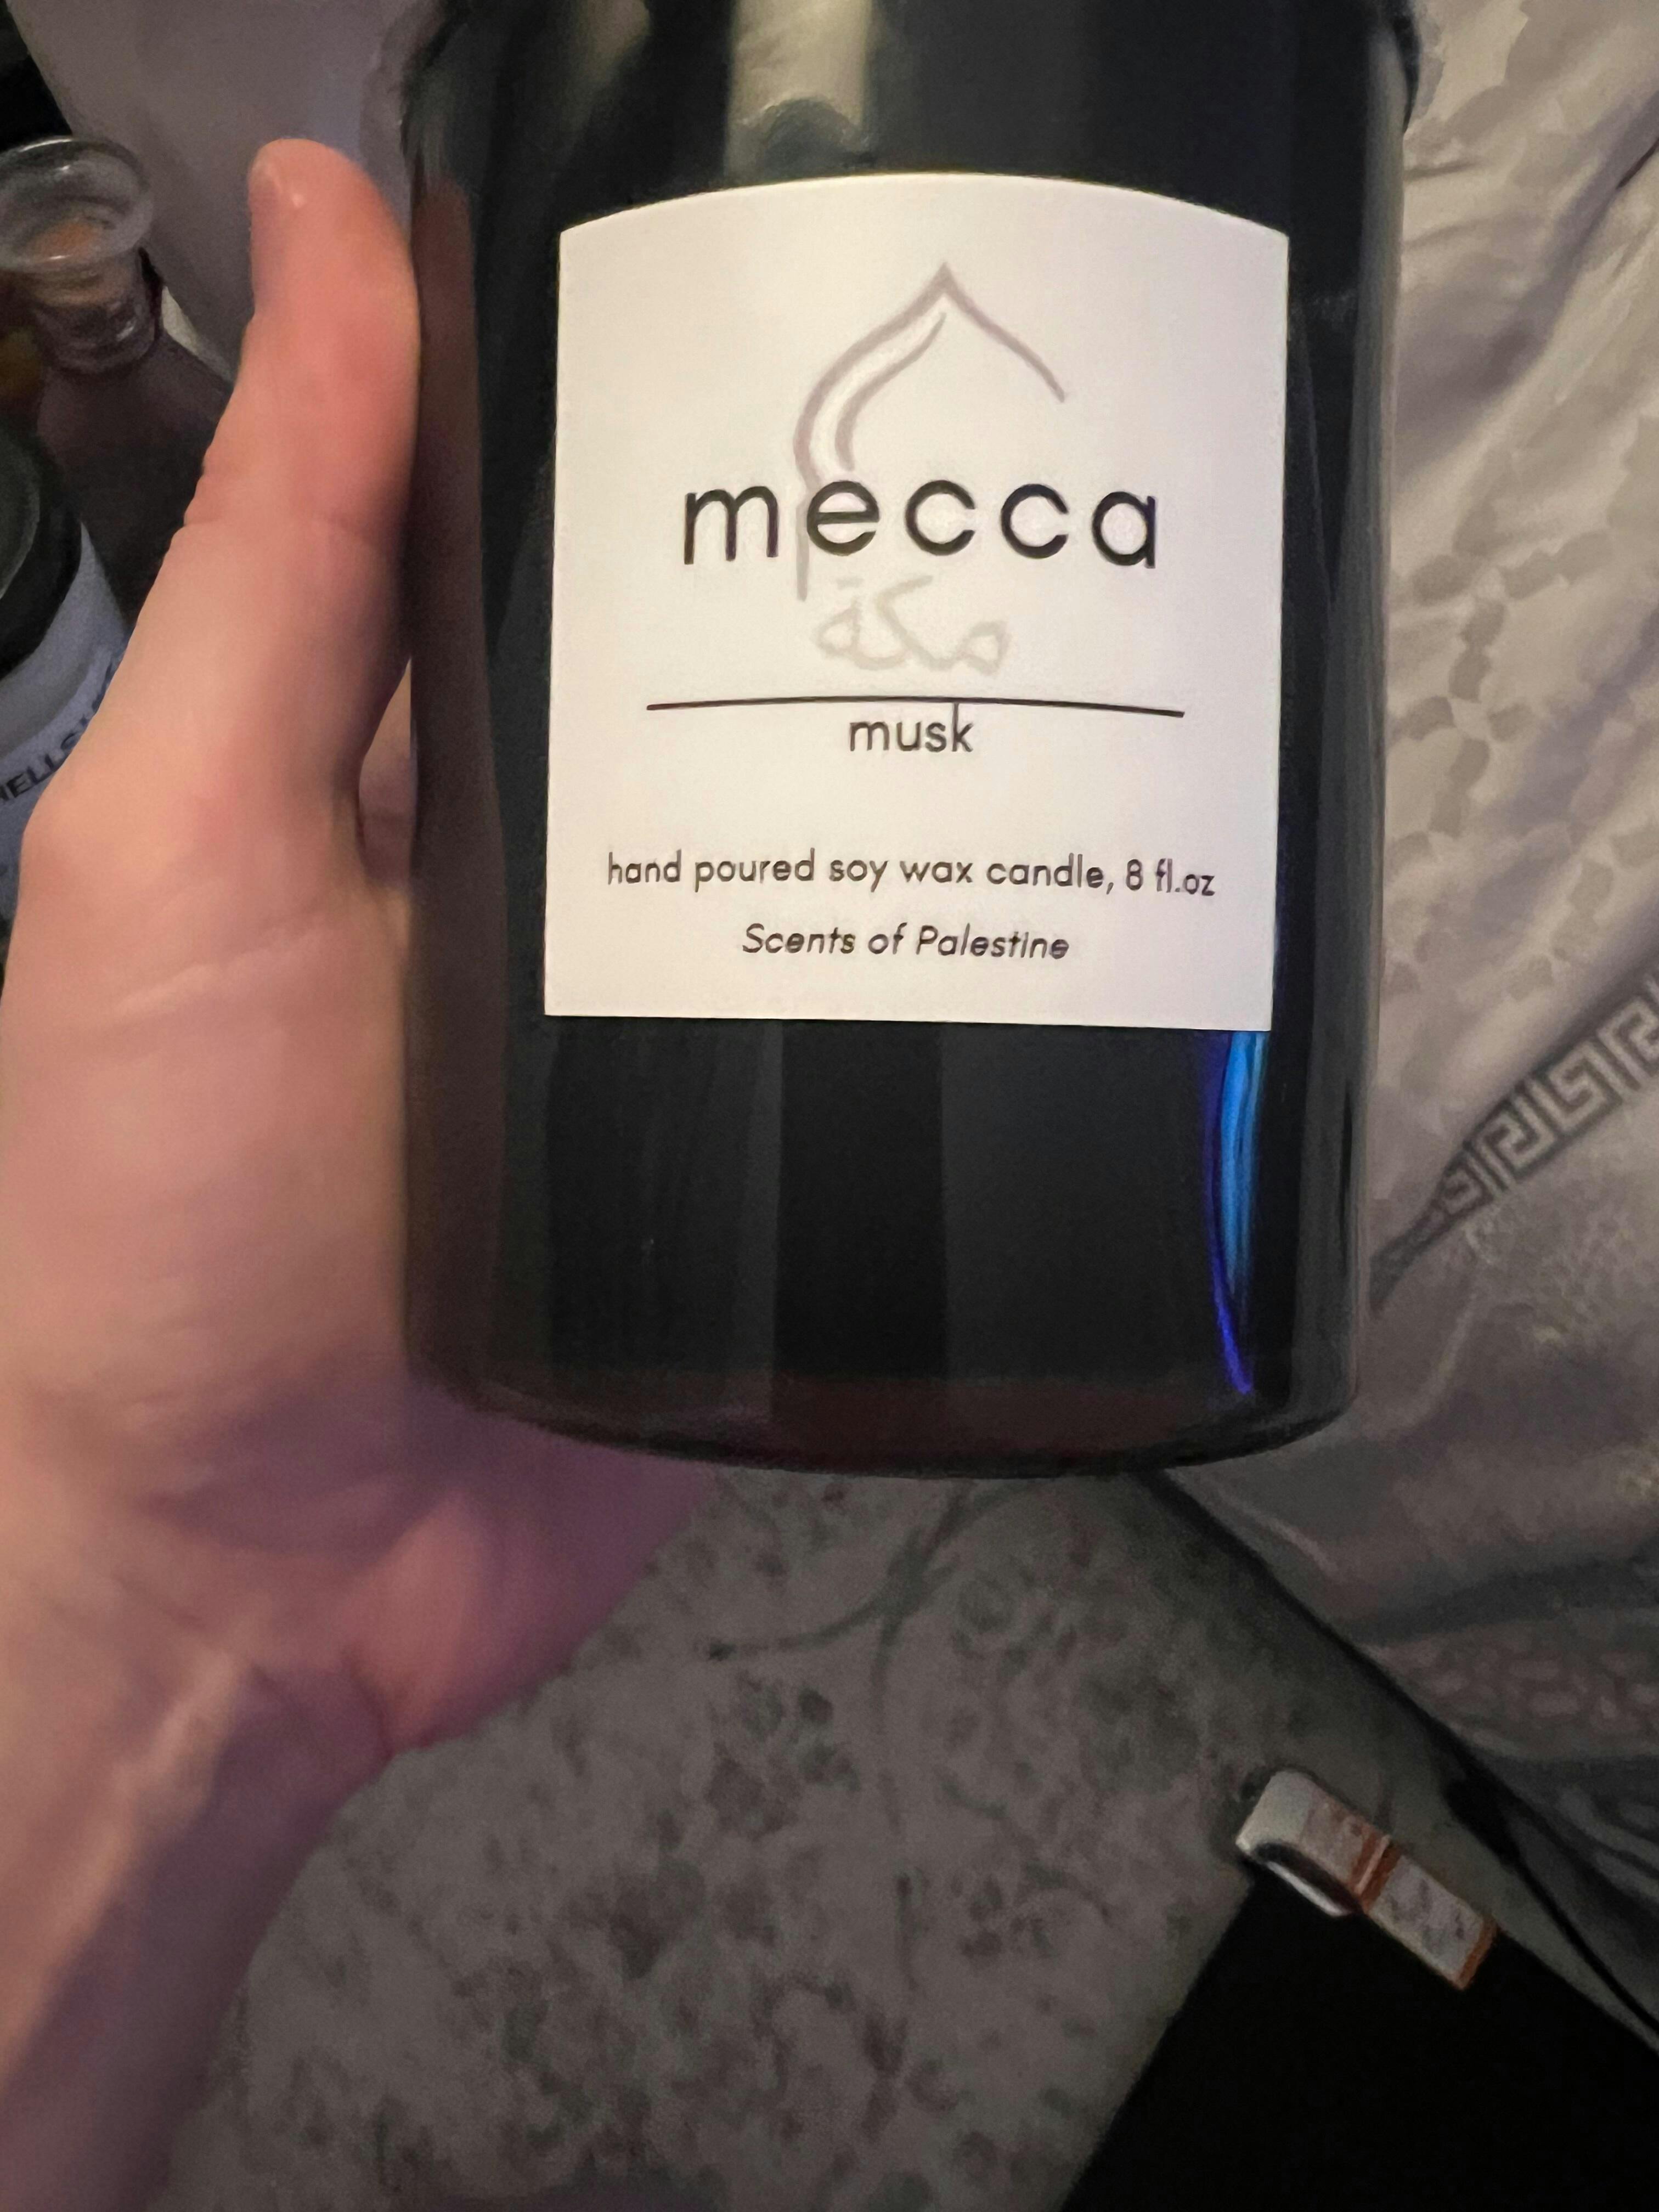 mecca
مكة
musk
hand poured soy wax candle, 8 fl.oz
Scents of Palestine